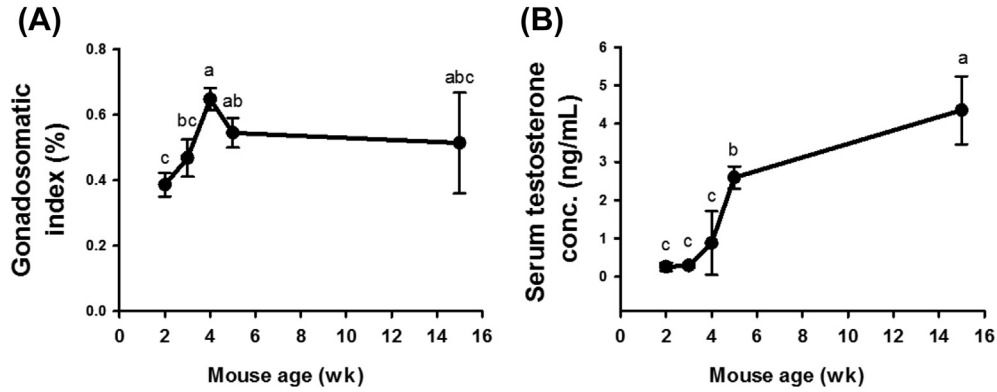 (A)
Gonadosomatic
index (%)
0.8
0.6
0.4
0.2
0.0
c
bc
a
ab
abc
0 2 4 6 8 10 12 14 16
Mouse age (wk)
(B)
Serum testosterone
conc. (ng/mL)
6
5
4
3
2
1
0
c
c
c
b
a
0 2 4 6 8 10 12 14 16
Mouse age (wk)